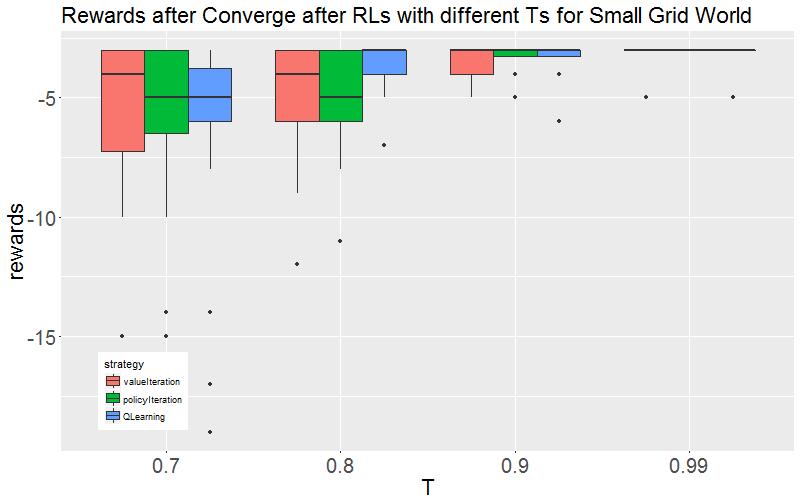 Rewards after Converge after RLs with different Ts for Small Grid World
rewards
-5
-10
-15
strategy
valueIteration
policyIteration
QLearning
0.7 0.8 0.9 0.99
T